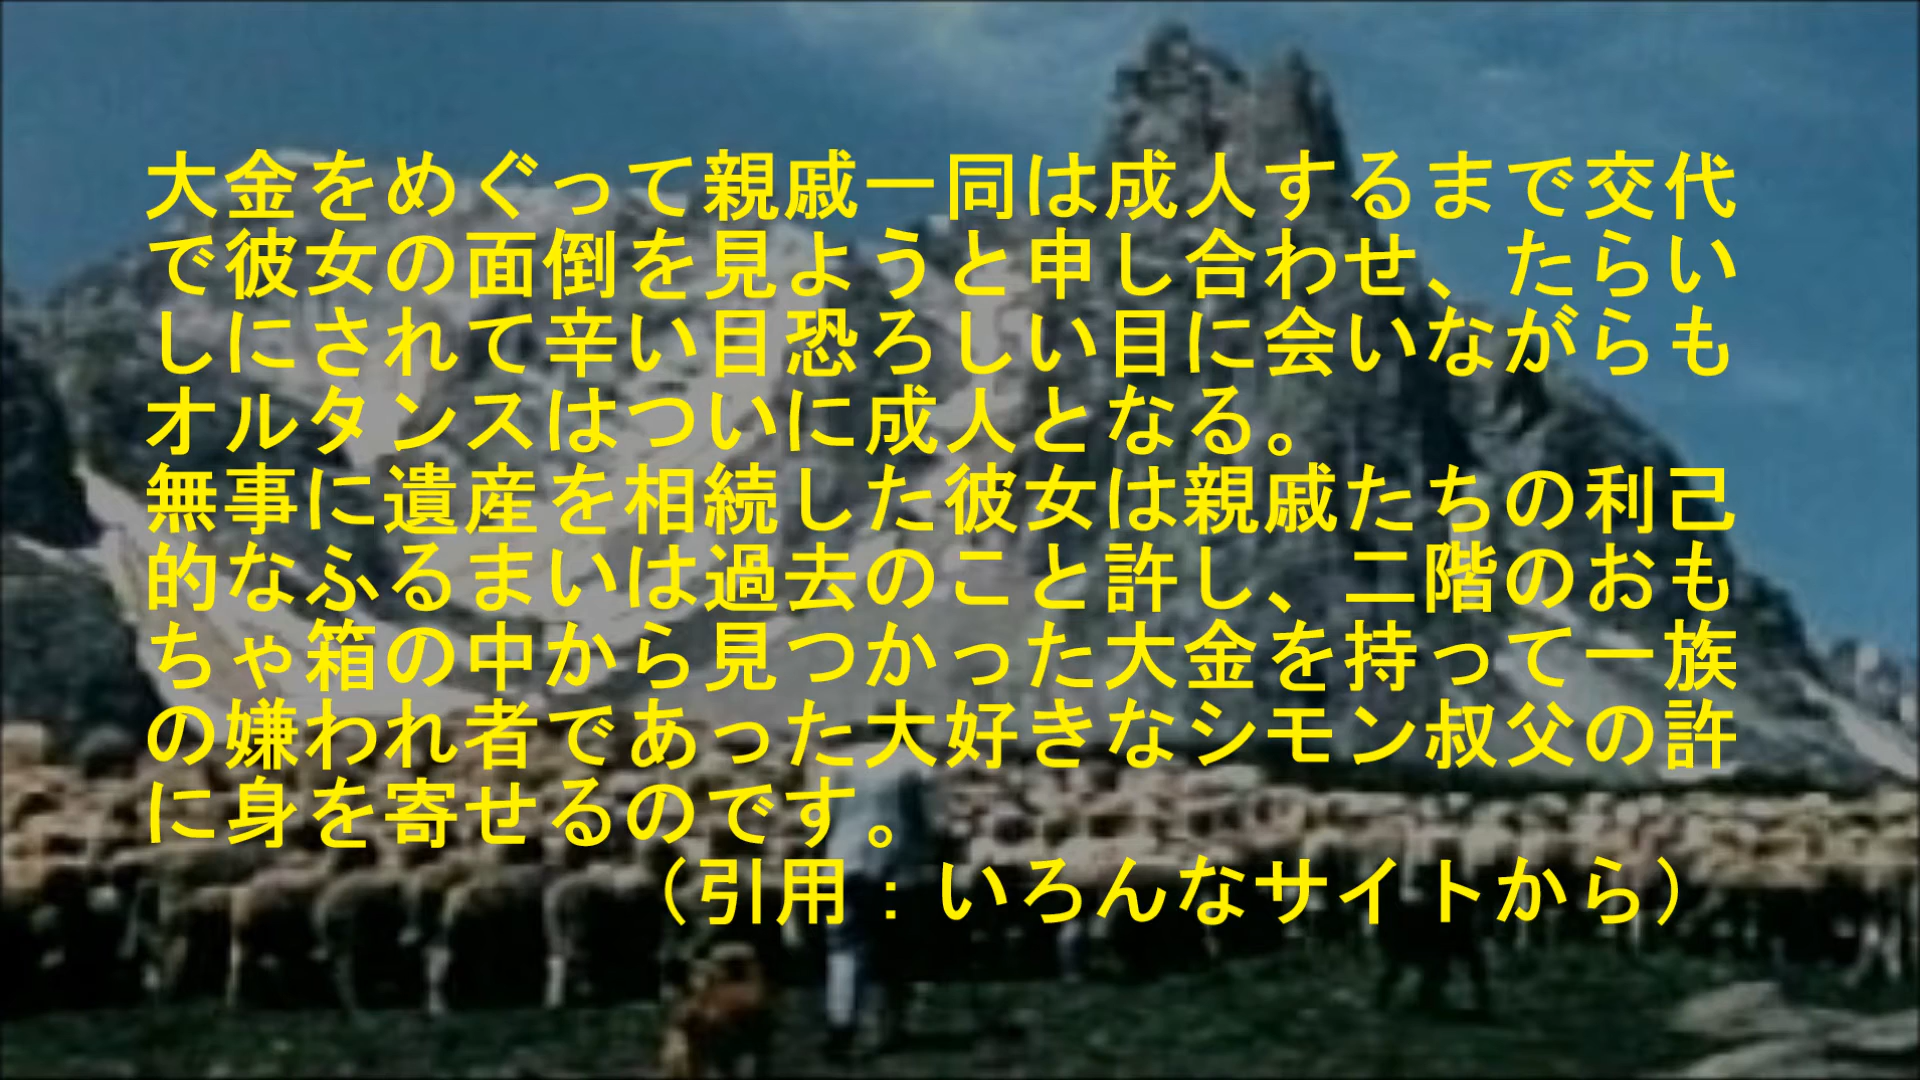 大金をめぐって親戚一同は成人するまで交代
で彼女の面倒を見ようと申し合わせ、たらい
しにされて辛い目恐ろしい目に会いながらも
オルタンスはついに成人となる。
無事に遺産を相続した彼女は親戚たちの利己
的なふるまいは過去のこと許し、二階のおも
ちゃ箱の中から見つかった大金を持って一族
の嫌われ者であった大好きなシモン叔父の許
に身を寄せるのです。
（引用：いろんなサイトから）